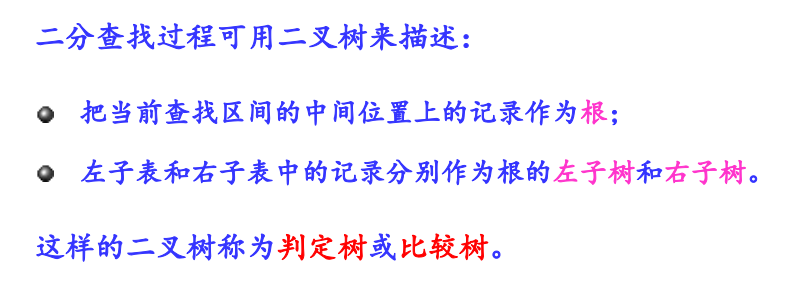 二分查找过程可用二叉树来描述：
把当前查找区间的中间位置上的记录作为根；
左子表和右子表中的记录分别作为根的左子树和右子树。
这样的二叉树称为判定树或比较树。